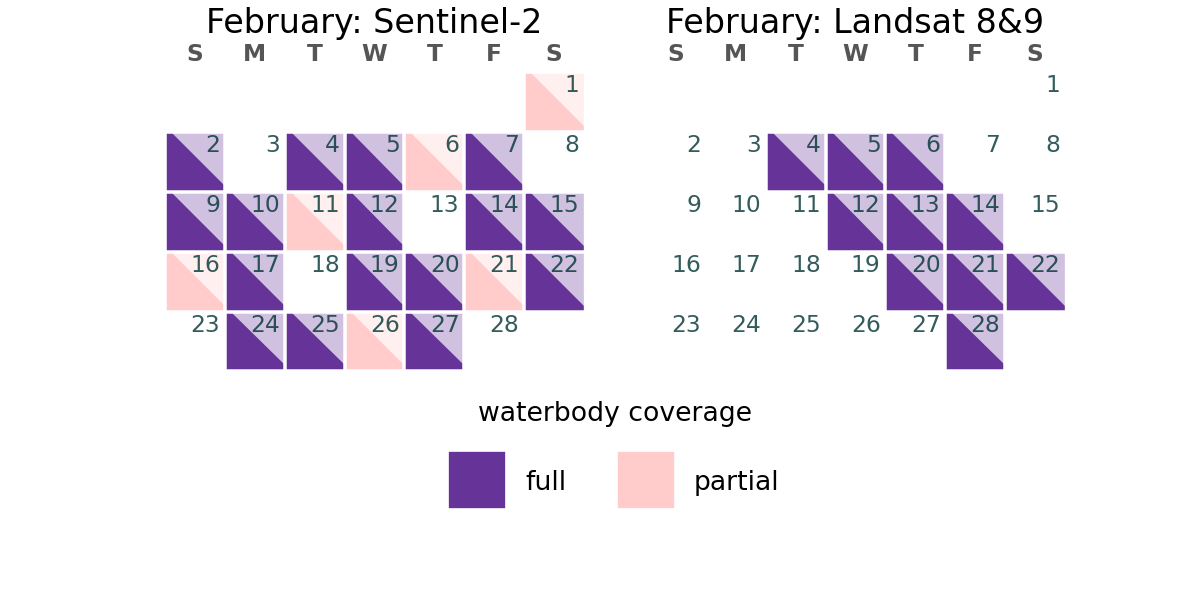 February: Sentinel-2
S M T W T F S
1
2 3 4 5 6 7 8
9 10 11 12 13 14 15
16 17 18 19 20 21 22
23 24 25 26 27 28
February: Landsat 8&9
S M T W T F S
1
2 3 4 5 6 7 8
9 10 11 12 13 14 15
16 17 18 19 20 21 22
23 24 25 26 27 28
waterbody coverage
full
partial